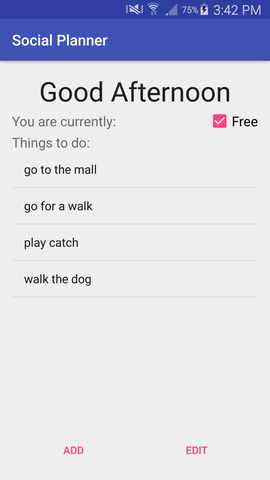 75% 3:42 PM
Social Planner
Good Afternoon
You are currently: Free
Things to do:
go to the mall
go for a walk
play catch
walk the dog
ADD EDIT